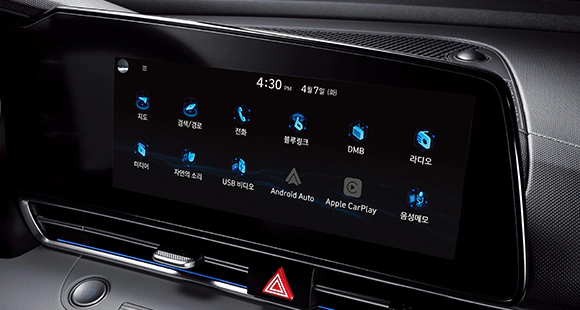 4:30 PM 4월 7일 (화)
지도
검색/경로
전화
블루링크
DMB
라디오
미디어
자연의 소리
USB 비디오
Android Auto
Apple CarPlay
음성메모